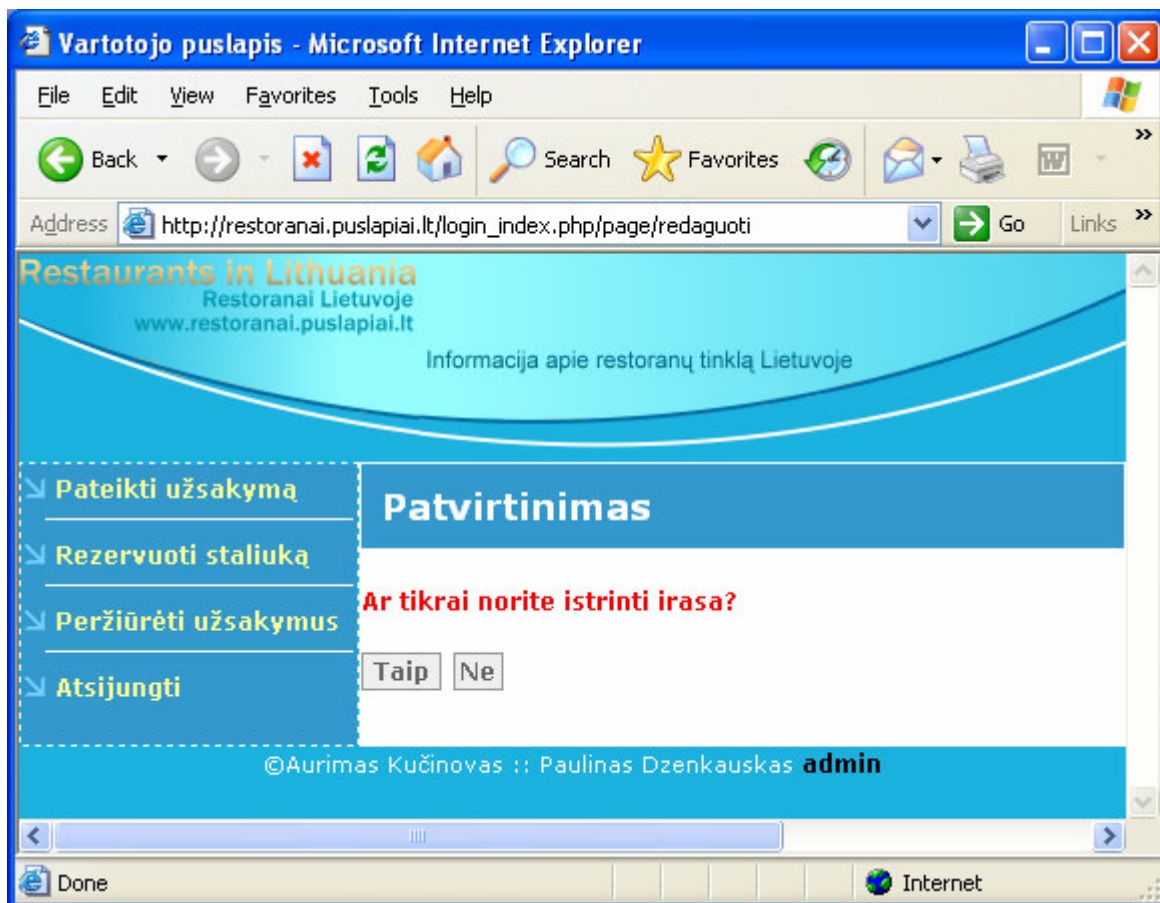 Vartotojo puslapis - Microsoft Internet Explorer
File Edit View Favorites Tools Help
Back Search Favorites W »
Address http://restoranai.puslapiai.lt/login_index.php/page/redaguoti Go Links »
Restaurants in Lithuania
Restoranai Lietuvoje
www.restoranai.puslapiai.lt
Informacija apie restoranų tinklą Lietuvoje
Pateikti užsakymą
Rezervuoti staliuką
Peržiūrėti užsakymus
Atsijungti
Patvirtinimas
Ar tikrai norite istrinti irasa?
Taip Ne
©Aurimas Kučinovas :: Paulinas Dzenkauskas admin
Done Internet